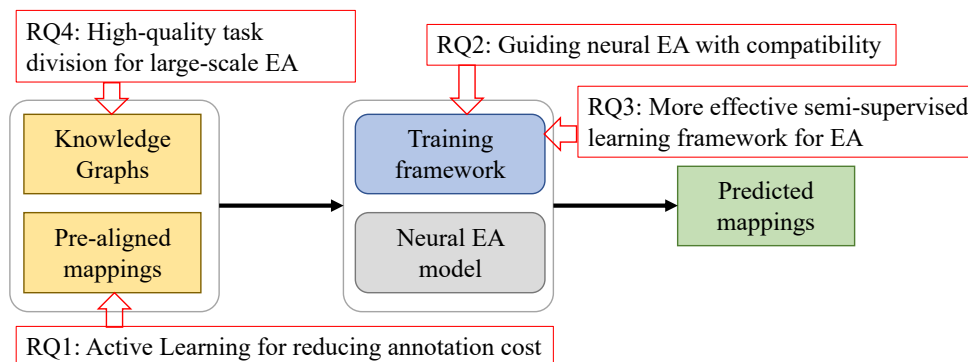 RQ4: High-quality task
division for large-scale EA
RQ2: Guiding neural EA with compatibility
RQ3: More effective semi-supervised
learning framework for EA
Knowledge
Graphs
Training
framework
Predicted
mappings
Pre-aligned
mappings
Neural EA
model
RQ1: Active Learning for reducing annotation cost